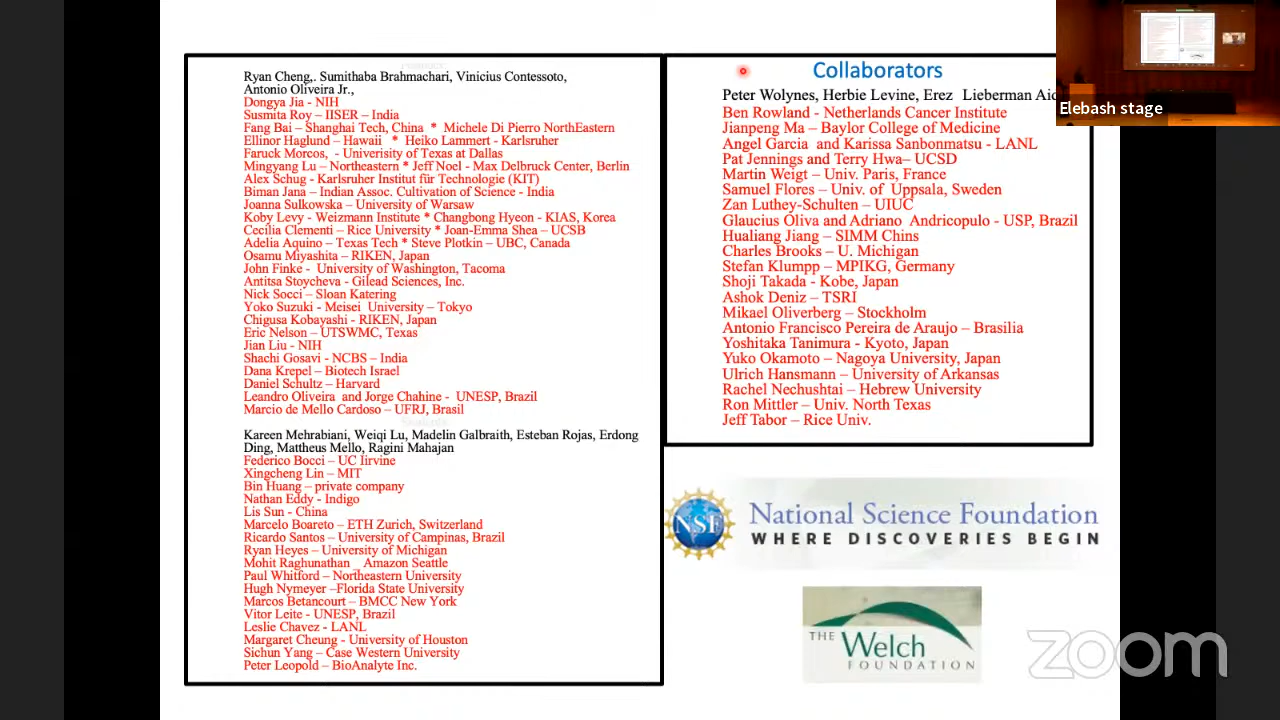 Ryan Cheng,. Sumithaba Brahmachari, Vinicius Contessoto,
Antonio Oliveira Jr.,
Dongya Jia - NIH
Susmita Roy – IISER – India
Fang Bai – Shanghai Tech, China * Michele Di Pierro NorthEastern
Ellinor Haglund – Hawaii * Heiko Lammert - Karlsruher
Faruck Morcos, - Univerisity of Texas at Dallas
Mingyang Lu – Northeastern * Jeff Noel - Max Delbruck Center, Berlin
Alex Schug - Karlsruher Institut für Technologie (KIT)
Biman Jana – Indian Assoc. Cultivation of Science - India
Joanna Sulkowska – University of Warsaw
Koby Levy - Weizmann Institute * Changbong Hyeon - KIAS, Korea
Cecilia Clementi – Rice University * Joan-Emma Shea – UCSB
Adelia Aquino – Texas Tech * Steve Plotkin – UBC, Canada
Osamu Miyashita – RIKEN, Japan
John Finke - University of Washington, Tacoma
Antitsa Stoycheva - Gilead Sciences, Inc.
Nick Socci – Sloan Katering
Yoko Suzuki - Meisei University – Tokyo
Chigusa Kobayashi - RIKEN, Japan
Eric Nelson – UTSWMC, Texas
Jian Liu - NIH
Shachi Gosavi - NCBS – India
Dana Krepel – Biotech Israel
Daniel Schultz – Harvard
Leandro Oliveira and Jorge Chahine - UNESP, Brazil
Marcio de Mello Cardoso – UFRJ, Brasil
Kareen Mehrabiani, Weiqi Lu, Madelin Galbraith, Esteban Rojas, Erdong
Ding, Mattheus Mello, Ragini Mahajan
Federico Bocci – UC Iirvine
Xingcheng Lin – MIT
Bin Huang – private company
Nathan Eddy - Indigo
Lis Sun - China
Marcelo Boareto – ETH Zurich, Switzerland
Ricardo Santos – University of Campinas, Brazil
Ryan Heyes – University of Michigan
Mohit Raghunathan _ Amazon Seattle
Paul Whitford – Northeastern University
Hugh Nymeyer –Florida State University
Marcos Betancourt – BMCC New York
Vitor Leite - UNESP, Brazil
Leslie Chavez - LANL
Margaret Cheung - University of Houston
Sichun Yang – Case Western University
Peter Leopold – BioAnalyte Inc.
Collaborators
Peter Wolynes, Herbie Levine, Erez Lieberman
Ben Rowland - Netherlands Cancer Institute
Jianpeng Ma – Baylor College of Medicine
Angel Garcia and Karissa Sanbonmatsu - LANL
Pat Jennings and Terry Hwa– UCSD
Martin Weigt – Univ. Paris, France
Samuel Flores – Univ. of Uppsala, Sweden
Zan Luthey-Schulten – UIUC
Glaucius Oliva and Adriano Andricopulo - USP, Brazil
Hualiang Jiang – SIMM Chins
Charles Brooks – U. Michigan
Stefan Klumpp – MPIKG, Germany
Shoji Takada - Kobe, Japan
Ashok Deniz – TSRI
Mikael Oliverberg – Stockholm
Antonio Francisco Pereira de Araujo – Brasilia
Yoshitaka Tanimura - Kyoto, Japan
Yuko Okamoto – Nagoya University, Japan
Ulrich Hansmann – University of Arkansas
Rachel Nechushtai – Hebrew University
Ron Mittler – Univ. North Texas
Jeff Tabor – Rice Univ.
Elebash stage
NSF
National Science Foundation
WHERE DISCOVERIES BEGIN
THE Welch
FOUNDATION
zoom